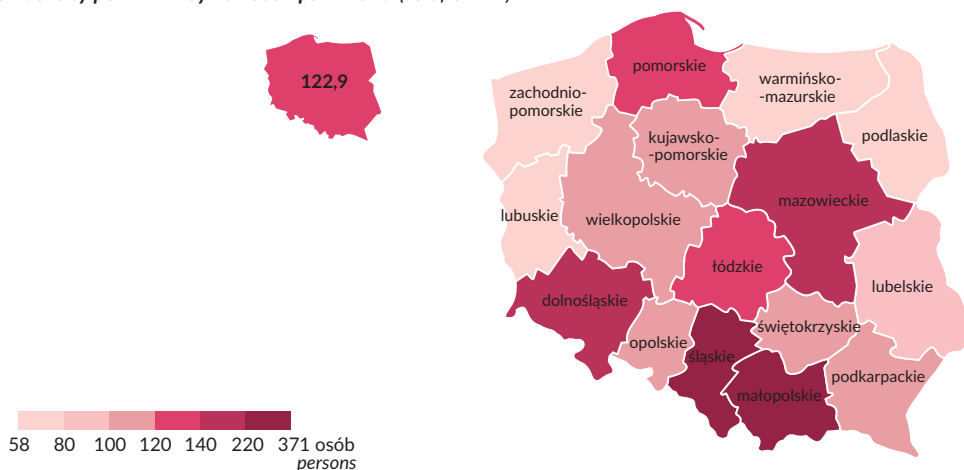 122,9
pomorskie
zachodnio-
pomorskie
warmińsko-
-mazurskie
podlaskie
kujawsko-
-pomorskie
lubuskie
wielkopolskie
mazowieckie
łódzkie
dolnośląskie
lubelskie
opolskie
śląskie
świętokrzyskie
małopolskie
podkarpackie
58 80 100 120 140 220 371 osób
persons